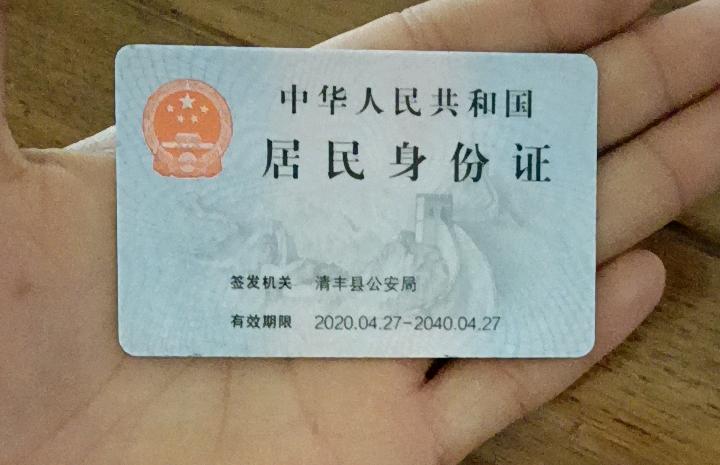 中华人民共和国
居民身份证
签发机关 清丰县公安局
有效期限 2020.04.27-2040.04.27